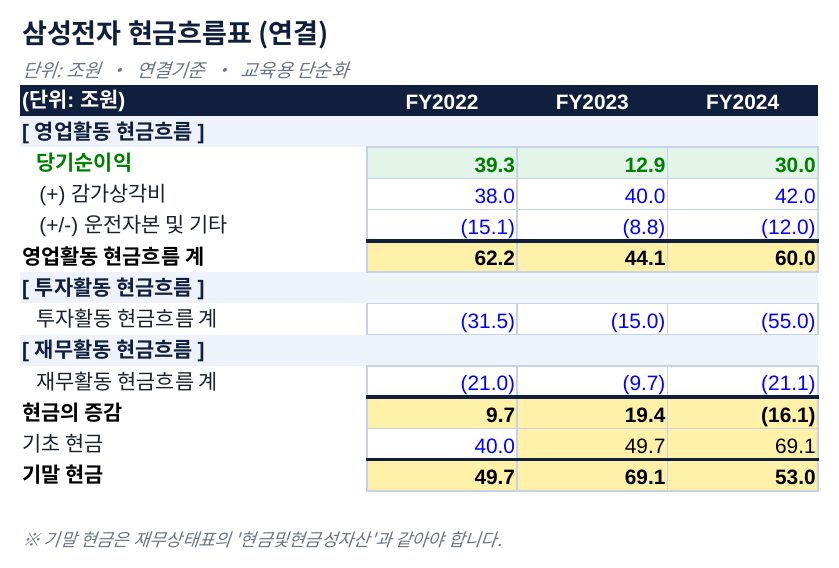 삼성전자 현금흐름표 (연결)
단위: 조원 • 연결기준 • 교육용 단순화
(단위: 조원) FY2022 FY2023 FY2024
[ 영업활동 현금흐름 ]
당기순이익 39.3 12.9 30.0
(+) 감가상각비 38.0 40.0 42.0
(+/-) 운전자본 및 기타 (15.1) (8.8) (12.0)
영업활동 현금흐름 계 62.2 44.1 60.0
[ 투자활동 현금흐름 ]
투자활동 현금흐름 계 (31.5) (15.0) (55.0)
[ 재무활동 현금흐름 ]
재무활동 현금흐름 계 (21.0) (9.7) (21.1)
현금의 증감 9.7 19.4 (16.1)
기초 현금 40.0 49.7 69.1
기말 현금 49.7 69.1 53.0
※ 기말 현금은 재무상태표의 '현금및현금성자산'과 같아야 합니다.